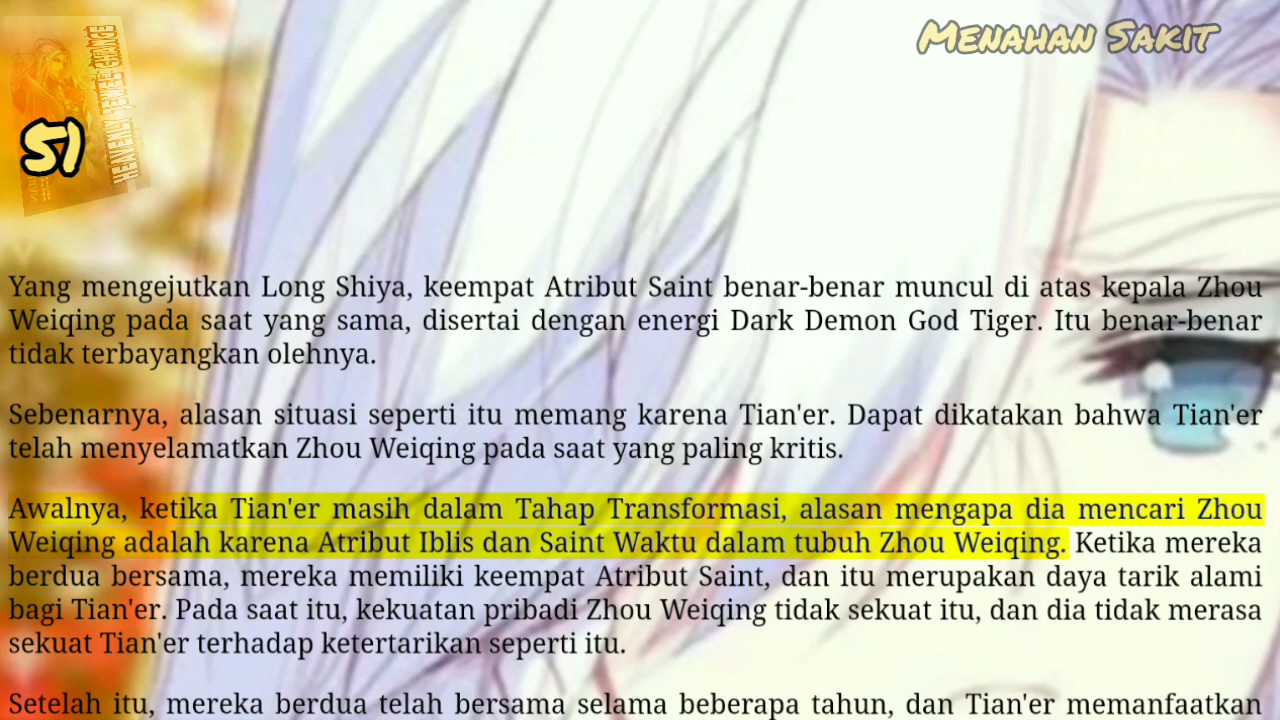 Menahan Sakit
HEAVENLY JEWEL CHANGE
51
Yang mengejutkan Long Shiya, keempat Atribut Saint benar-benar muncul di atas kepala Zhou
Weiqing pada saat yang sama, disertai dengan energi Dark Demon God Tiger. Itu benar-benar
tidak terbayangkan olehnya.
Sebenarnya, alasan situasi seperti itu memang karena Tian'er. Dapat dikatakan bahwa Tian'er
telah menyelamatkan Zhou Weiqing pada saat yang paling kritis.
Awalnya, ketika Tian'er masih dalam Tahap Transformasi, alasan mengapa dia mencari Zhou
Weiqing adalah karena Atribut Iblis dan Saint Waktu dalam tubuh Zhou Weiqing. Ketika mereka
berdua bersama, mereka memiliki keempat Atribut Saint, dan itu merupakan daya tarik alami
bagi Tian'er. Pada saat itu, kekuatan pribadi Zhou Weiqing tidak sekuat itu, dan dia tidak merasa
sekuat Tian'er terhadap ketertarikan seperti itu.
Setelah itu, mereka berdua telah bersama selama beberapa tahun, dan Tian'er memanfaatkan